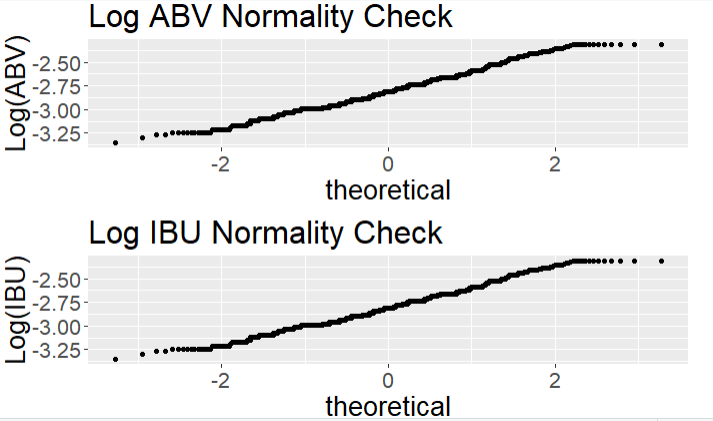 Log ABV Normality Check
Log(ABV)
-2.50
-2.75
-3.00
-3.25
-2 0 2
theoretical
Log IBU Normality Check
Log(IBU)
-2.50
-2.75
-3.00
-3.25
-2 0 2
theoretical